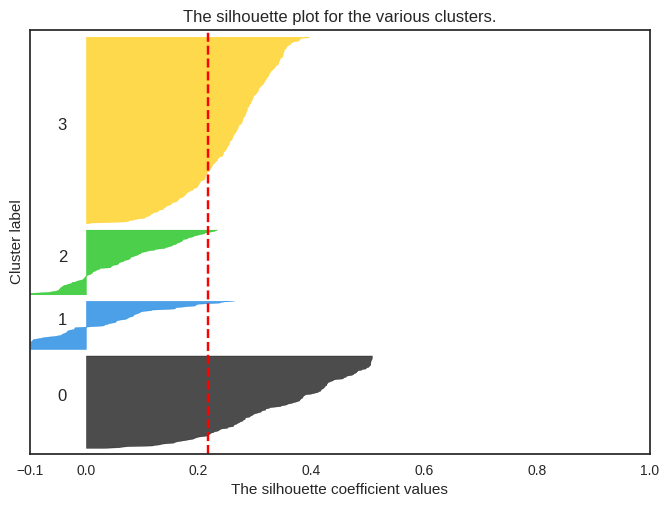 The silhouette plot for the various clusters.
3
2
1
0
Cluster label
−0.1 0.0 0.2 0.4 0.6 0.8 1.0
The silhouette coefficient values